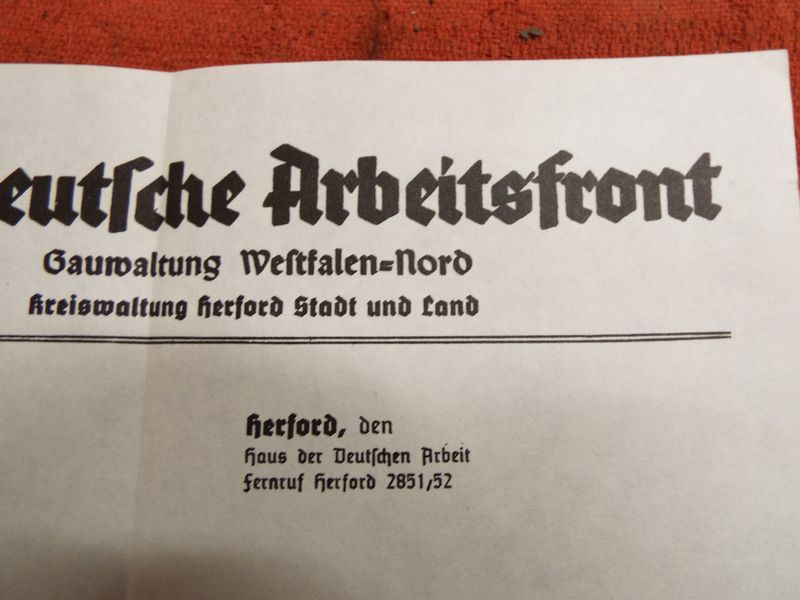 eutsche Arbeitsfront
Gauwaltung Westfalen=Nord
Kreiswaltung Herford Stadt und Land
Herford, den
Haus der Deutschen Arbeit
Fernruf Herford 2851/52